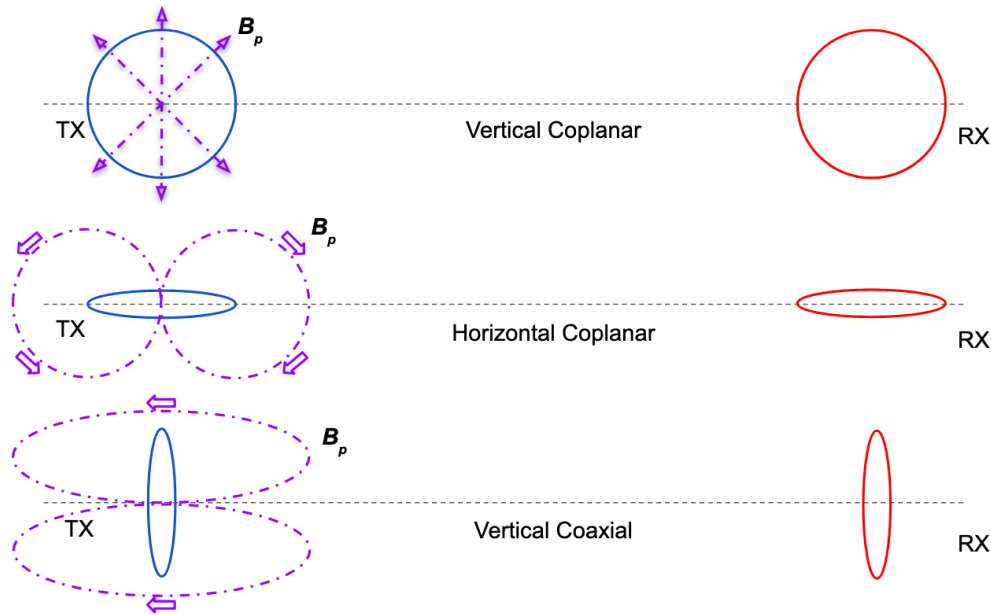 B_p
TX
Vertical Coplanar
RX
B_p
TX
Horizontal Coplanar
RX
B_p
TX
Vertical Coaxial
RX